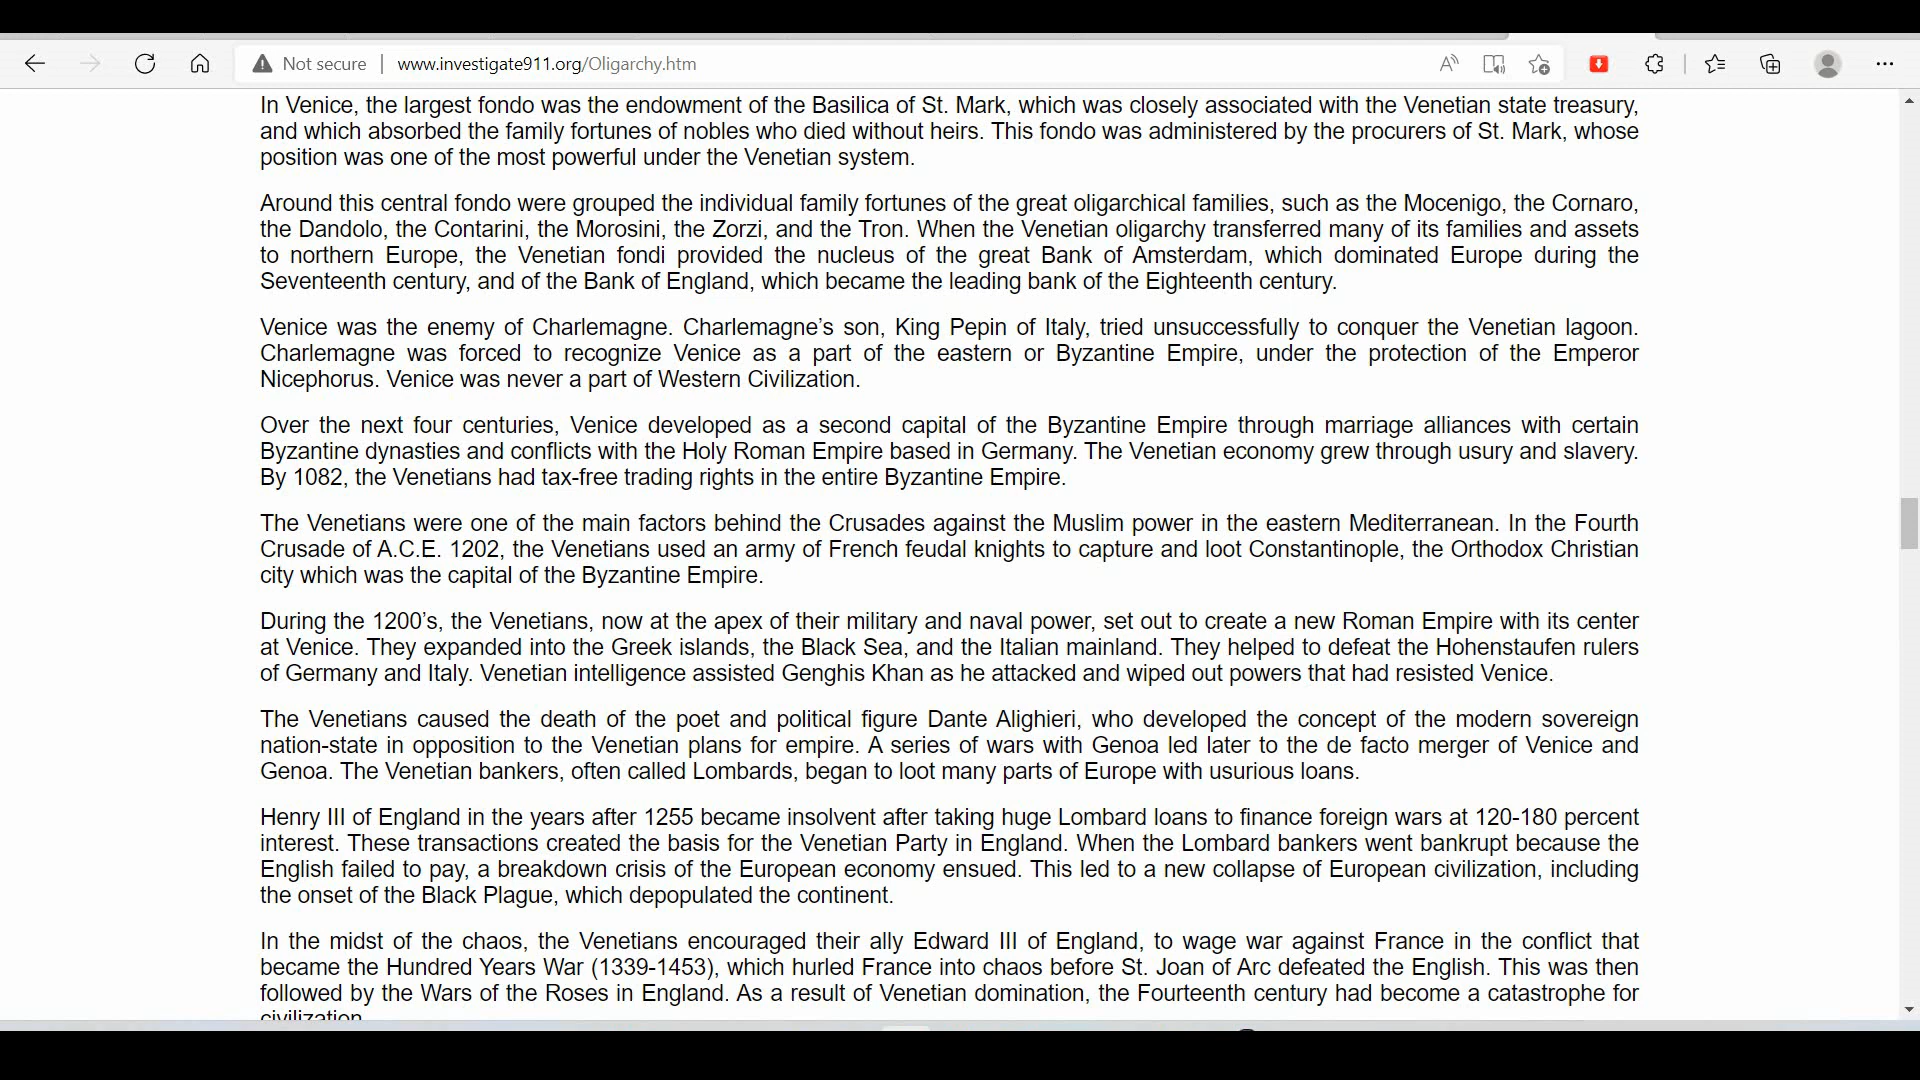 Not secure
www.investigate911.org/Oligarchy.htm
In Venice, the largest fondo was the endowment of the Basilica of St. Mark, which was closely associated with the Venetian state treasury,
and which absorbed the family fortunes of nobles who died without heirs. This fondo was administered by the procurers of St. Mark, whose
position was one of the most powerful under the Venetian system.
Around this central fondo were grouped the individual family fortunes of the great oligarchical families, such as the Mocenigo, the Cornaro,
the Dandolo, the Contarini, the Morosini, the Zorzi, and the Tron. When the Venetian oligarchy transferred many of its families and assets
to northern Europe, the Venetian fondi provided the nucleus of the great Bank of Amsterdam, which dominated Europe during the
Seventeenth century, and of the Bank of England, which became the leading bank of the Eighteenth century.
Venice was the enemy of Charlemagne. Charlemagne’s son, King Pepin of Italy, tried unsuccessfully to conquer the Venetian lagoon.
Charlemagne was forced to recognize Venice as a part of the eastern or Byzantine Empire, under the protection of the Emperor
Nicephorus. Venice was never a part of Western Civilization.
Over the next four centuries, Venice developed as a second capital of the Byzantine Empire through marriage alliances with certain
Byzantine dynasties and conflicts with the Holy Roman Empire based in Germany. The Venetian economy grew through usury and slavery.
By 1082, the Venetians had tax-free trading rights in the entire Byzantine Empire.
The Venetians were one of the main factors behind the Crusades against the Muslim power in the eastern Mediterranean. In the Fourth
Crusade of A.C.E. 1202, the Venetians used an army of French feudal knights to capture and loot Constantinople, the Orthodox Christian
city which was the capital of the Byzantine Empire.
During the 1200’s, the Venetians, now at the apex of their military and naval power, set out to create a new Roman Empire with its center
at Venice. They expanded into the Greek islands, the Black Sea, and the Italian mainland. They helped to defeat the Hohenstaufen rulers
of Germany and Italy. Venetian intelligence assisted Genghis Khan as he attacked and wiped out powers that had resisted Venice.
The Venetians caused the death of the poet and political figure Dante Alighieri, who developed the concept of the modern sovereign
nation-state in opposition to the Venetian plans for empire. A series of wars with Genoa led later to the de facto merger of Venice and
Genoa. The Venetian bankers, often called Lombards, began to loot many parts of Europe with usurious loans.
Henry III of England in the years after 1255 became insolvent after taking huge Lombard loans to finance foreign wars at 120-180 percent
interest. These transactions created the basis for the Venetian Party in England. When the Lombard bankers went bankrupt because the
English failed to pay, a breakdown crisis of the European economy ensued. This led to a new collapse of European civilization, including
the onset of the Black Plague, which depopulated the continent.
In the midst of the chaos, the Venetians encouraged their ally Edward III of England, to wage war against France in the conflict that
became the Hundred Years War (1339-1453), which hurled France into chaos before St. Joan of Arc defeated the English. This was then
followed by the Wars of the Roses in England. As a result of Venetian domination, the Fourteenth century had become a catastrophe for
civilization.